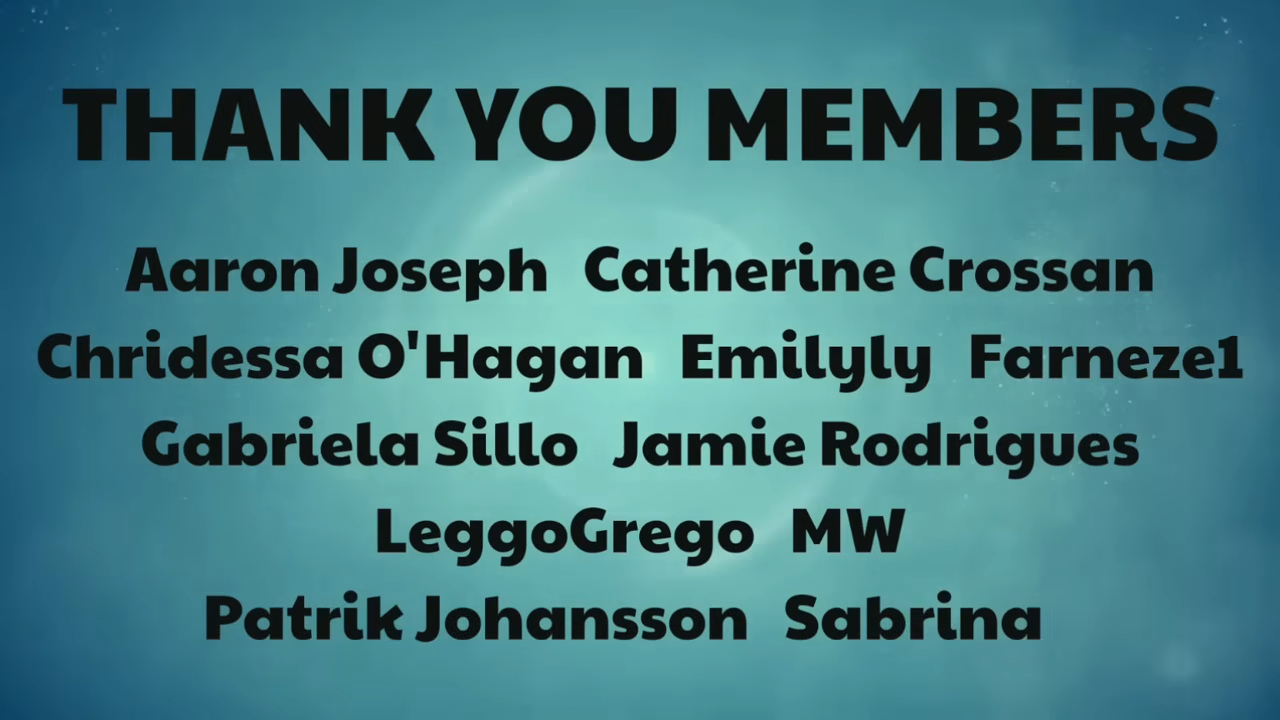 THANK YOU MEMBERS
Aaron Joseph Catherine Crossan
Chridessa O'Hagan Emilyly Farneze1
Gabriela Sillo Jamie Rodrigues
LeggoGrego MW
Patrik Johansson Sabrina